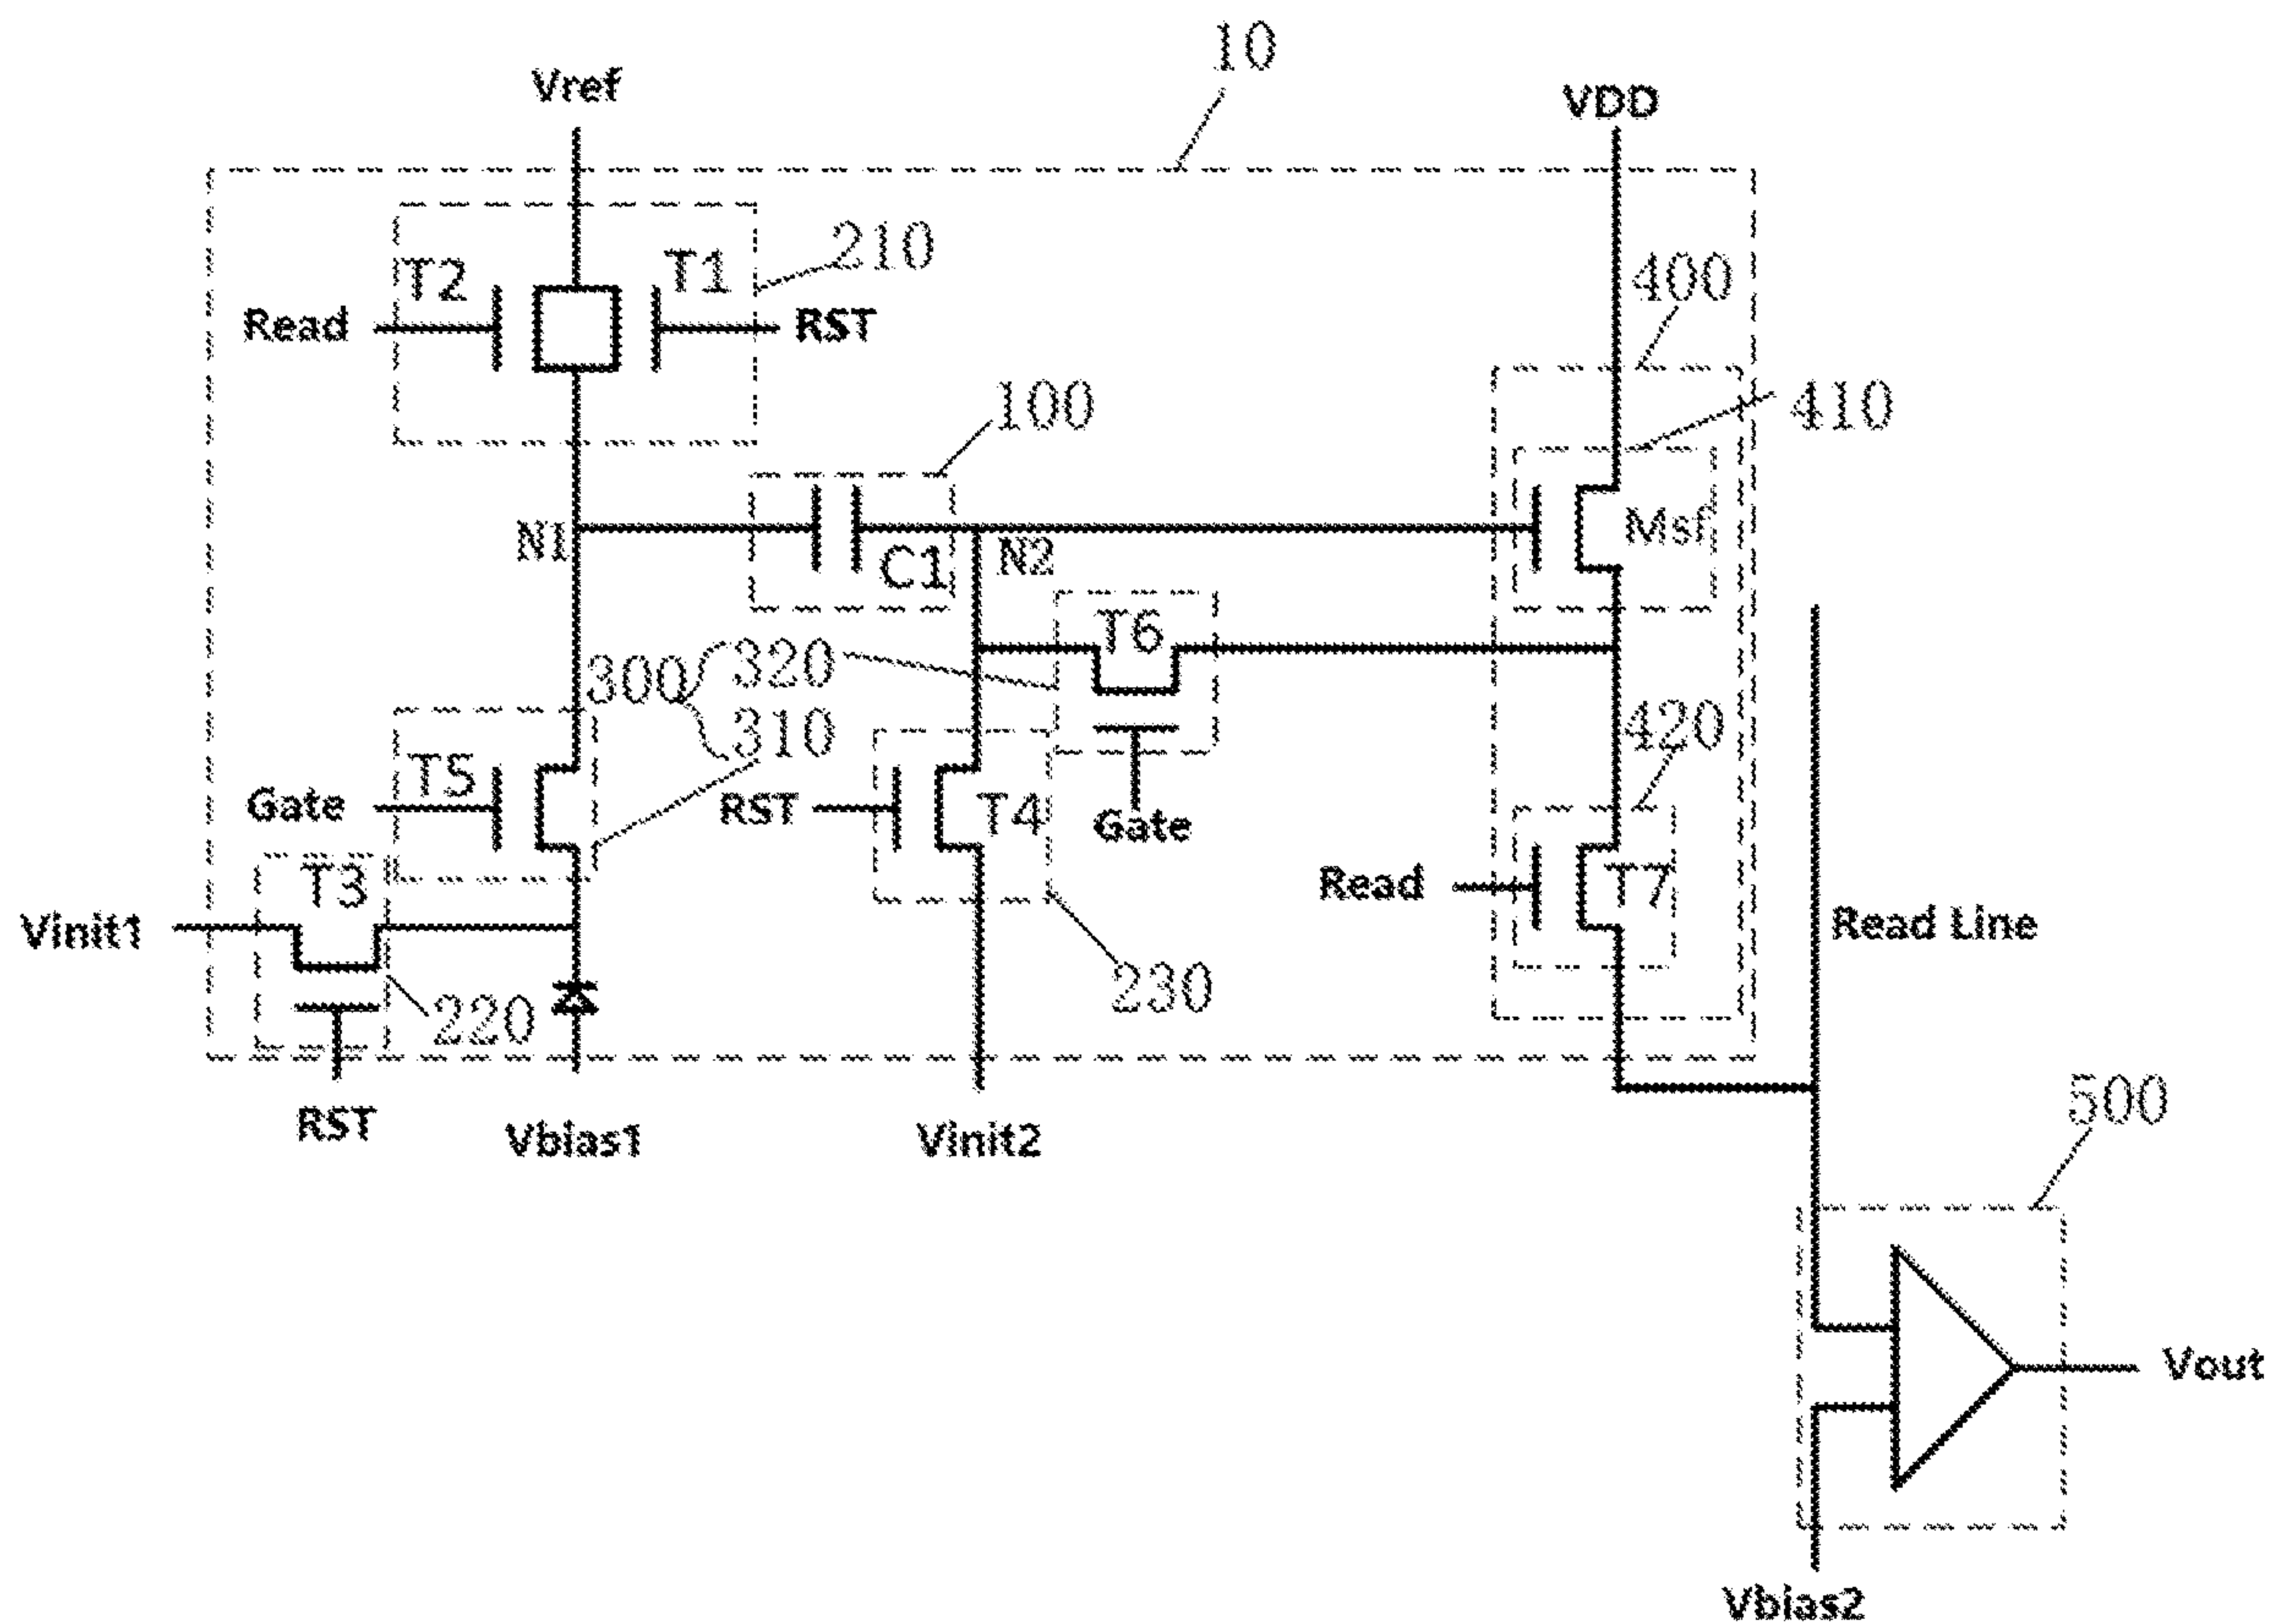 10
Vref
VDD
210
T2
T1
400
Read
RST
100
410
N1
C1
N2
Msf
T6
300
320
310
420
T5
Gate
RST
T4
Gate
T3
Read
T7
Vinit1
Read Line
220
230
RST
Vbias1
Vinit2
500
Vout
Vbias2